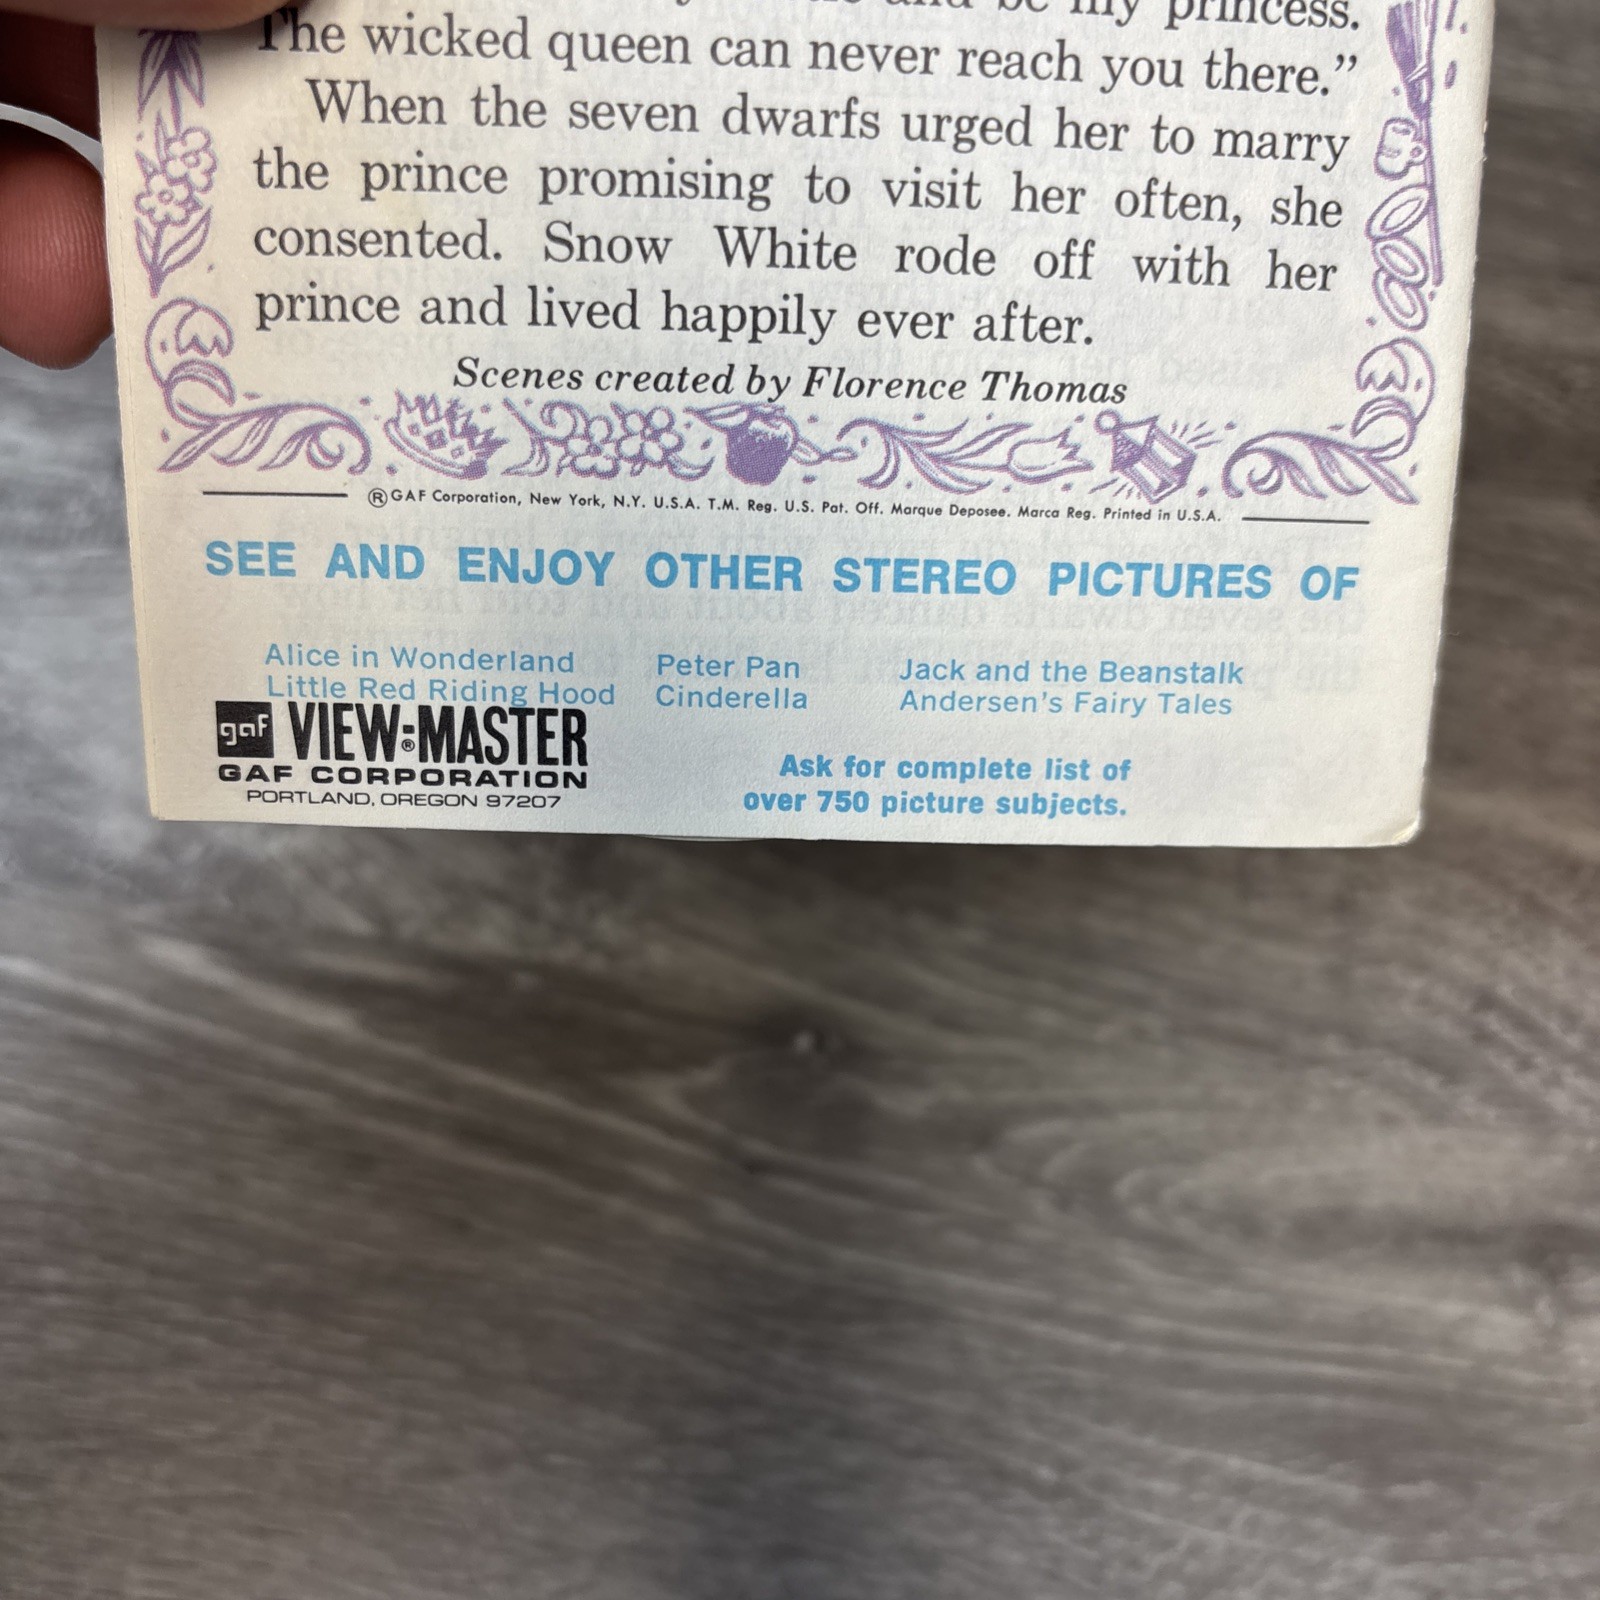 and be my princess.
The wicked queen can never reach you there.”
When the seven dwarfs urged her to marry
the prince promising to visit her often, she
consented. Snow White rode off with her
prince and lived happily ever after.
Scenes created by Florence Thomas
®GAF Corporation, New York, N.Y. U.S.A. T.M. Reg. U.S. Pat. Off. Marque Deposee. Marca Reg. Printed in U.S.A.
SEE AND ENJOY OTHER STEREO PICTURES OF
Alice in Wonderland Peter Pan Jack and the Beanstalk
Little Red Riding Hood Cinderella Andersen's Fairy Tales
gaf VIEW-MASTER®
GAF CORPORATION
PORTLAND, OREGON 97207
Ask for complete list of
over 750 picture subjects.